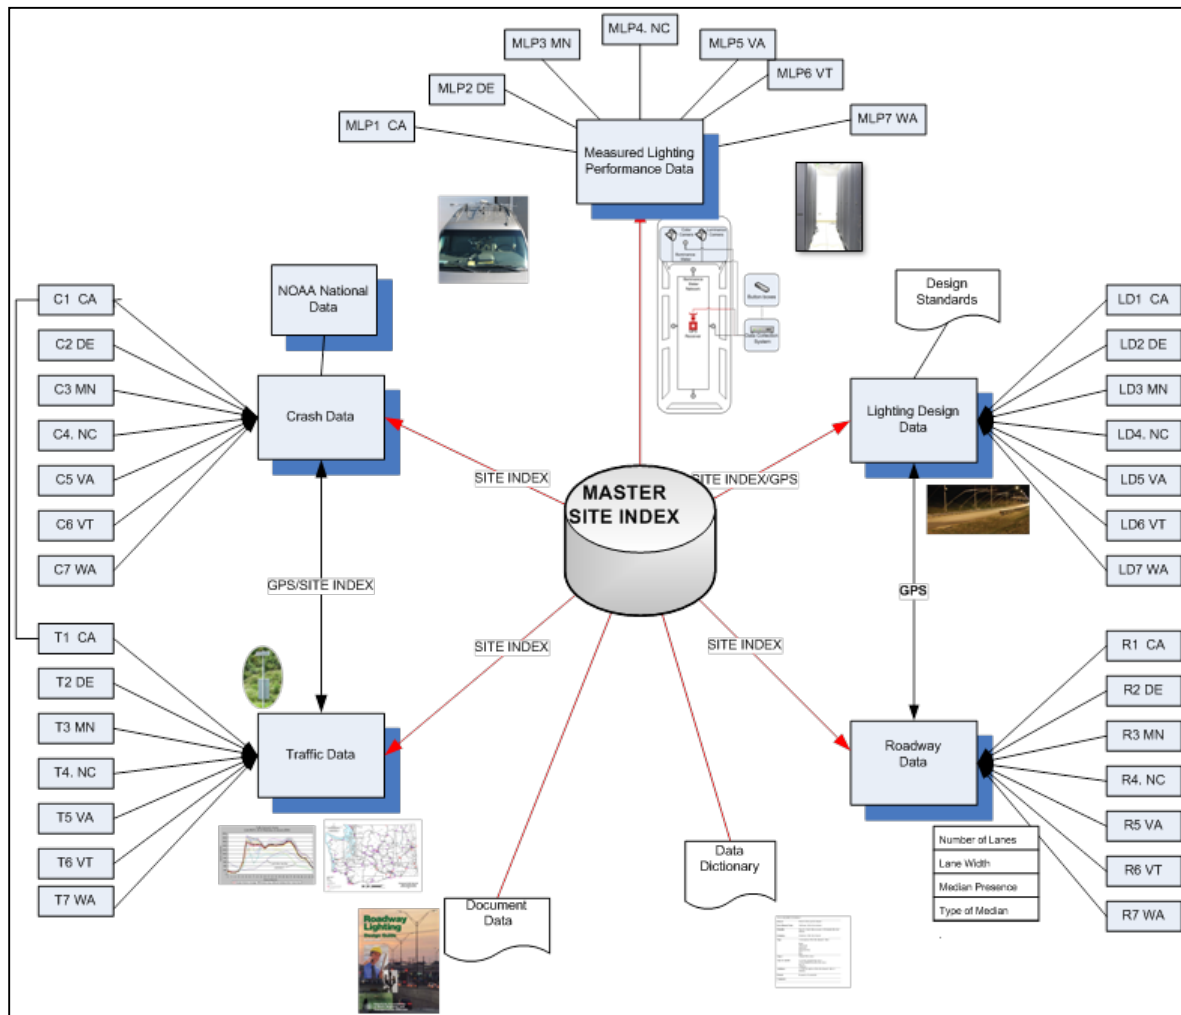 MLP4. NC
MLP3 MN
MLP5 VA
MLP6 VT
MLP2 DE
MLP1 CA
MLP7 WA
Measured Lighting
Performance Data
Button boxes
System
NOAA National
Data
Design
Standards
C1 CA
C2 DE
C3 MN
C4. NC
C5 VA
C6 VT
C7 WA
Crash Data
Lighting Design
Data
LD1 CA
LD2 DE
LD3 MN
LD4. NC
LD5 VA
LD6 VT
LD7 WA
SITE INDEX
SITE INDEX/GPS
MASTER
SITE INDEX
GPS/SITE INDEX
GPS
SITE INDEX
SITE INDEX
T1 CA
T2 DE
T3 MN
T4. NC
T5 VA
T6 VT
T7 WA
Traffic Data
Roadway
Data
R1 CA
R2 DE
R3 MN
R4. NC
R5 VA
R6 VT
R7 WA
Number of Lanes
Lane Width
Median Presence
Type of Median
Data
Dictionary
Document
Data
Roadway
Lighting
Design Guide